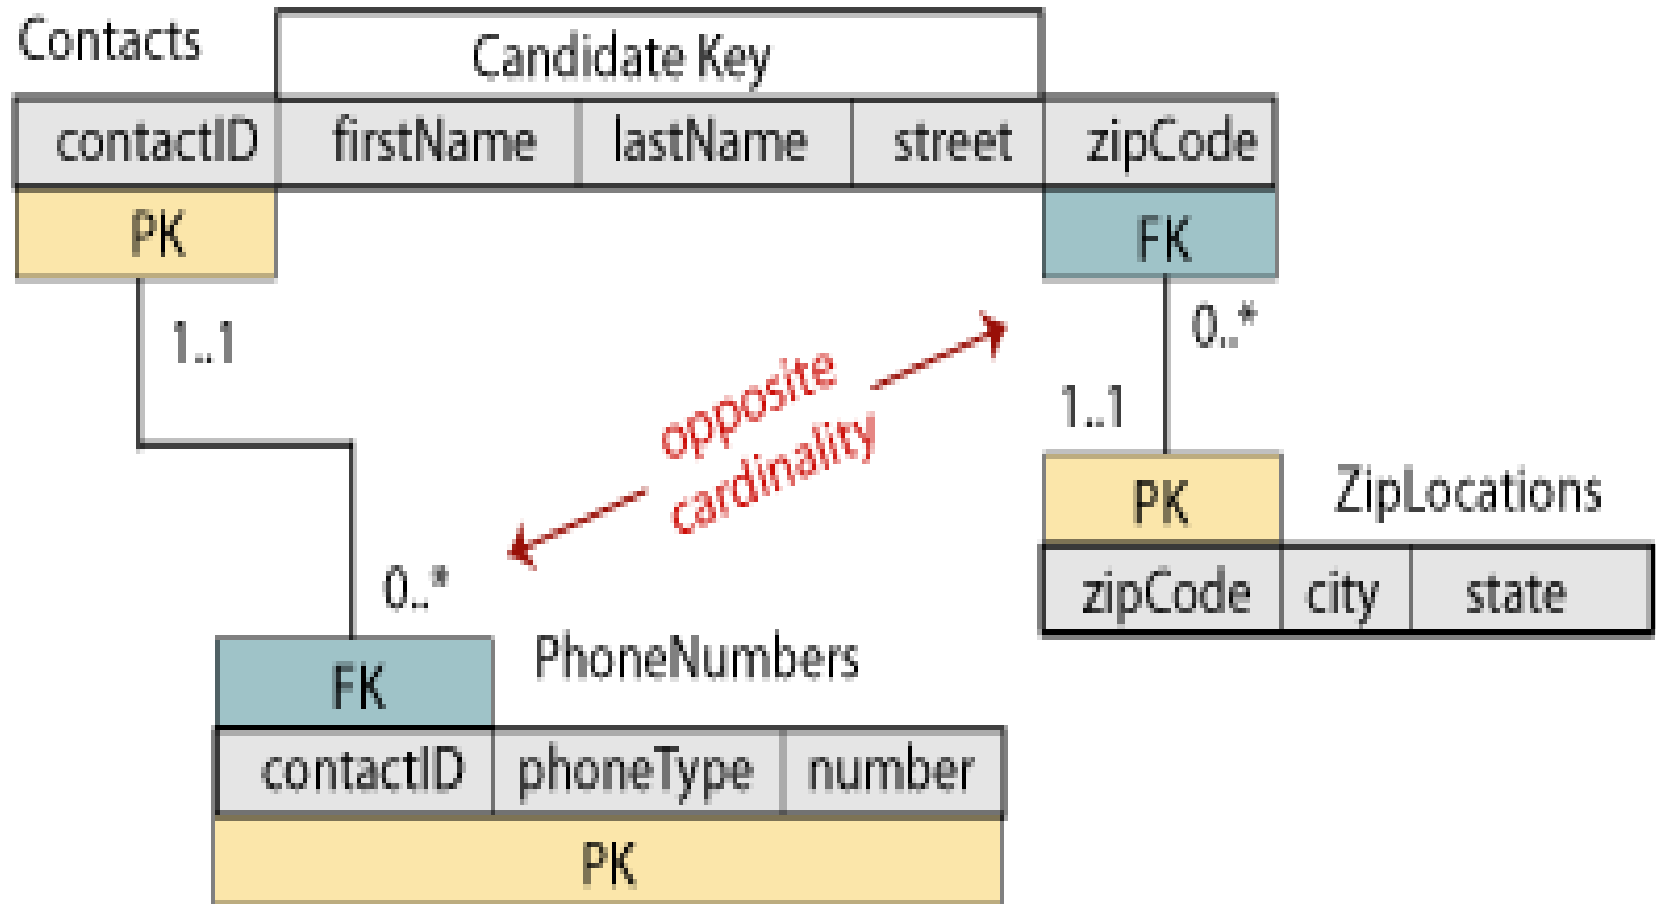 Contacts
Candidate Key
contactID firstName lastName street zipCode
PK
FK
1..1
0..*
opposite
cardinality
1..1
PK
ZipLocations
zipCode city state
0..*
FK
PhoneNumbers
contactID phoneType number
PK